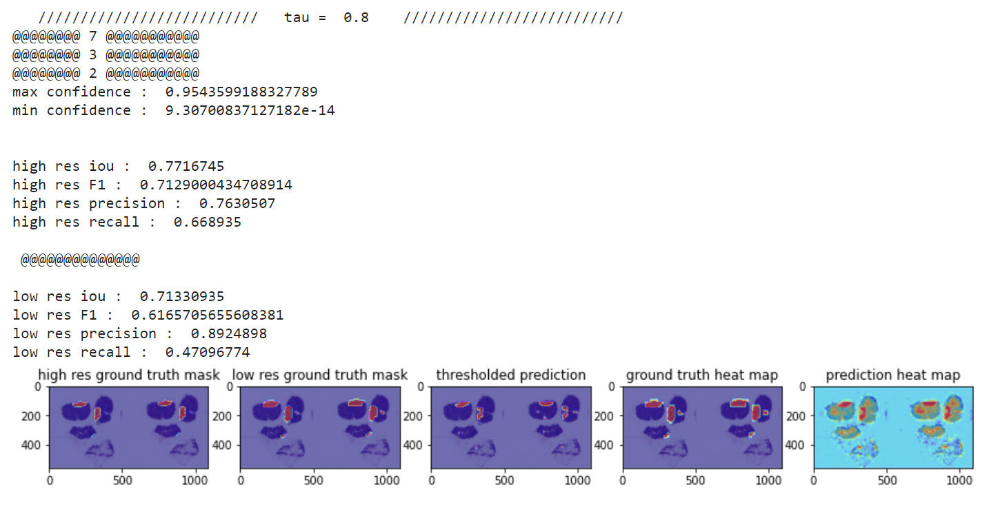 ////////////////////////// tau = 0.8 //////////////////////////
@@@@@@@@ 7 @@@@@@@@@@@
@@@@@@@@ 3 @@@@@@@@@@@
@@@@@@@@ 2 @@@@@@@@@@@
max confidence : 0.9543599188327789
min confidence : 9.30700837127182e-14
high res iou : 0.7716745
high res F1 : 0.7129000434708914
high res precision : 0.7630507
high res recall : 0.668935
@@@@@@@@@@@@@@
low res iou : 0.71330935
low res F1 : 0.6165705655608381
low res precision : 0.8924898
low res recall : 0.47096774
high res ground truth mask low res ground truth mask thresholded prediction ground truth heat map prediction heat map
0 0 0 0 0
200 200 200 200 200
400 400 400 400 400
0 500 1000 0 500 1000 0 500 1000 0 500 1000 0 500 1000